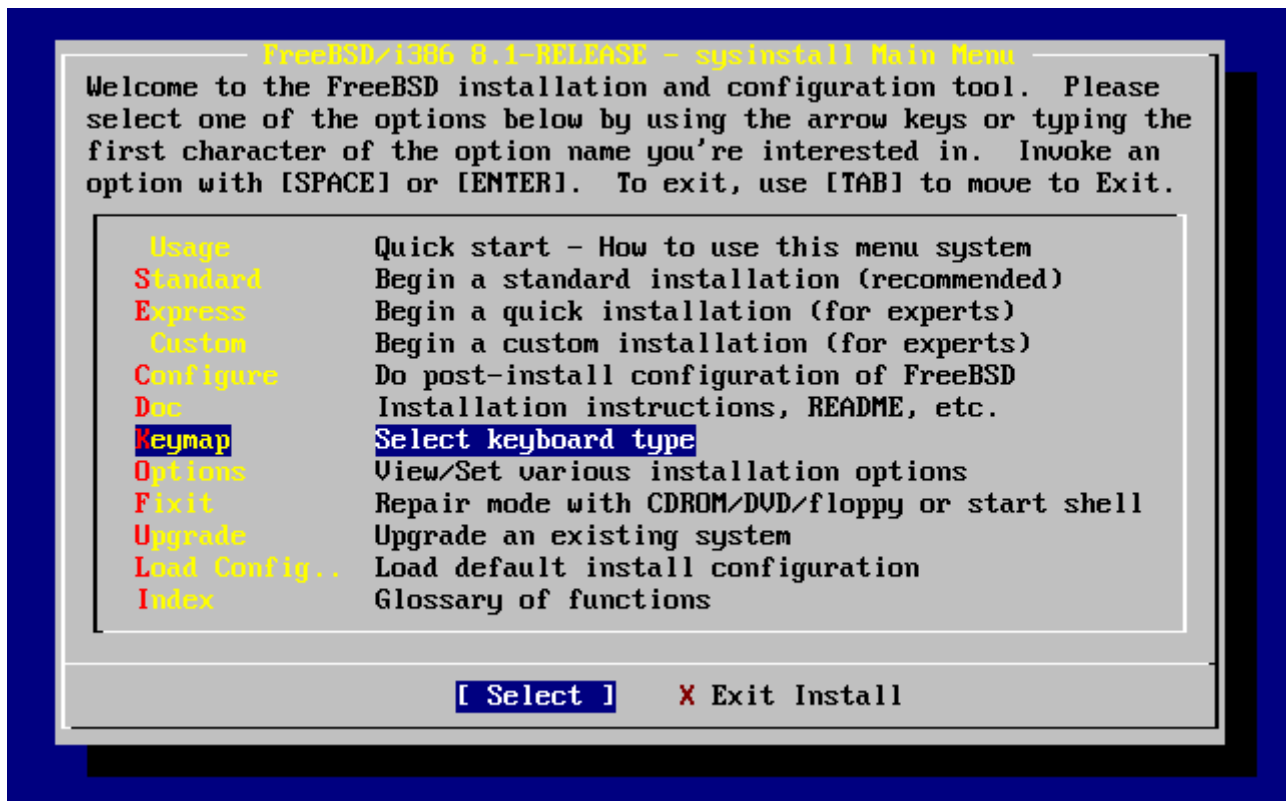 FreeBSD/i386 8.1-RELEASE - sysinstall Main Menu
Welcome to the FreeBSD installation and configuration tool.  Please
select one of the options below by using the arrow keys or typing the
first character of the option name you're interested in.  Invoke an
option with [SPACE] or [ENTER].  To exit, use [TAB] to move to Exit.
Usage Quick start - How to use this menu system
Standard Begin a standard installation (recommended)
Express Begin a quick installation (for experts)
Custom Begin a custom installation (for experts)
Configure Do post-install configuration of FreeBSD
Doc Installation instructions, README, etc.
Keymap Select keyboard type
Options View/Set various installation options
Fixit Repair mode with CDROM/DVD/floppy or start shell
Upgrade Upgrade an existing system
Load Config.. Load default install configuration
Index Glossary of functions
[ Select ] X Exit Install